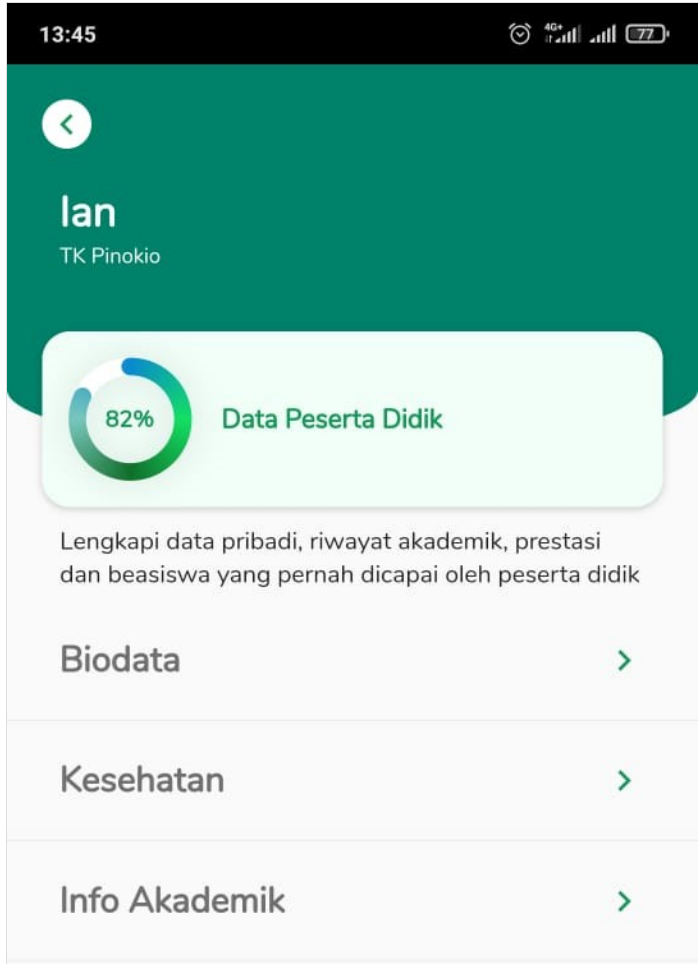 13:45
4G+
77
Ian
TK Pinokio
82%
Data Peserta Didik
Lengkapi data pribadi, riwayat akademik, prestasi
dan beasiswa yang pernah dicapai oleh peserta didik
Biodata
Kesehatan
Info Akademik